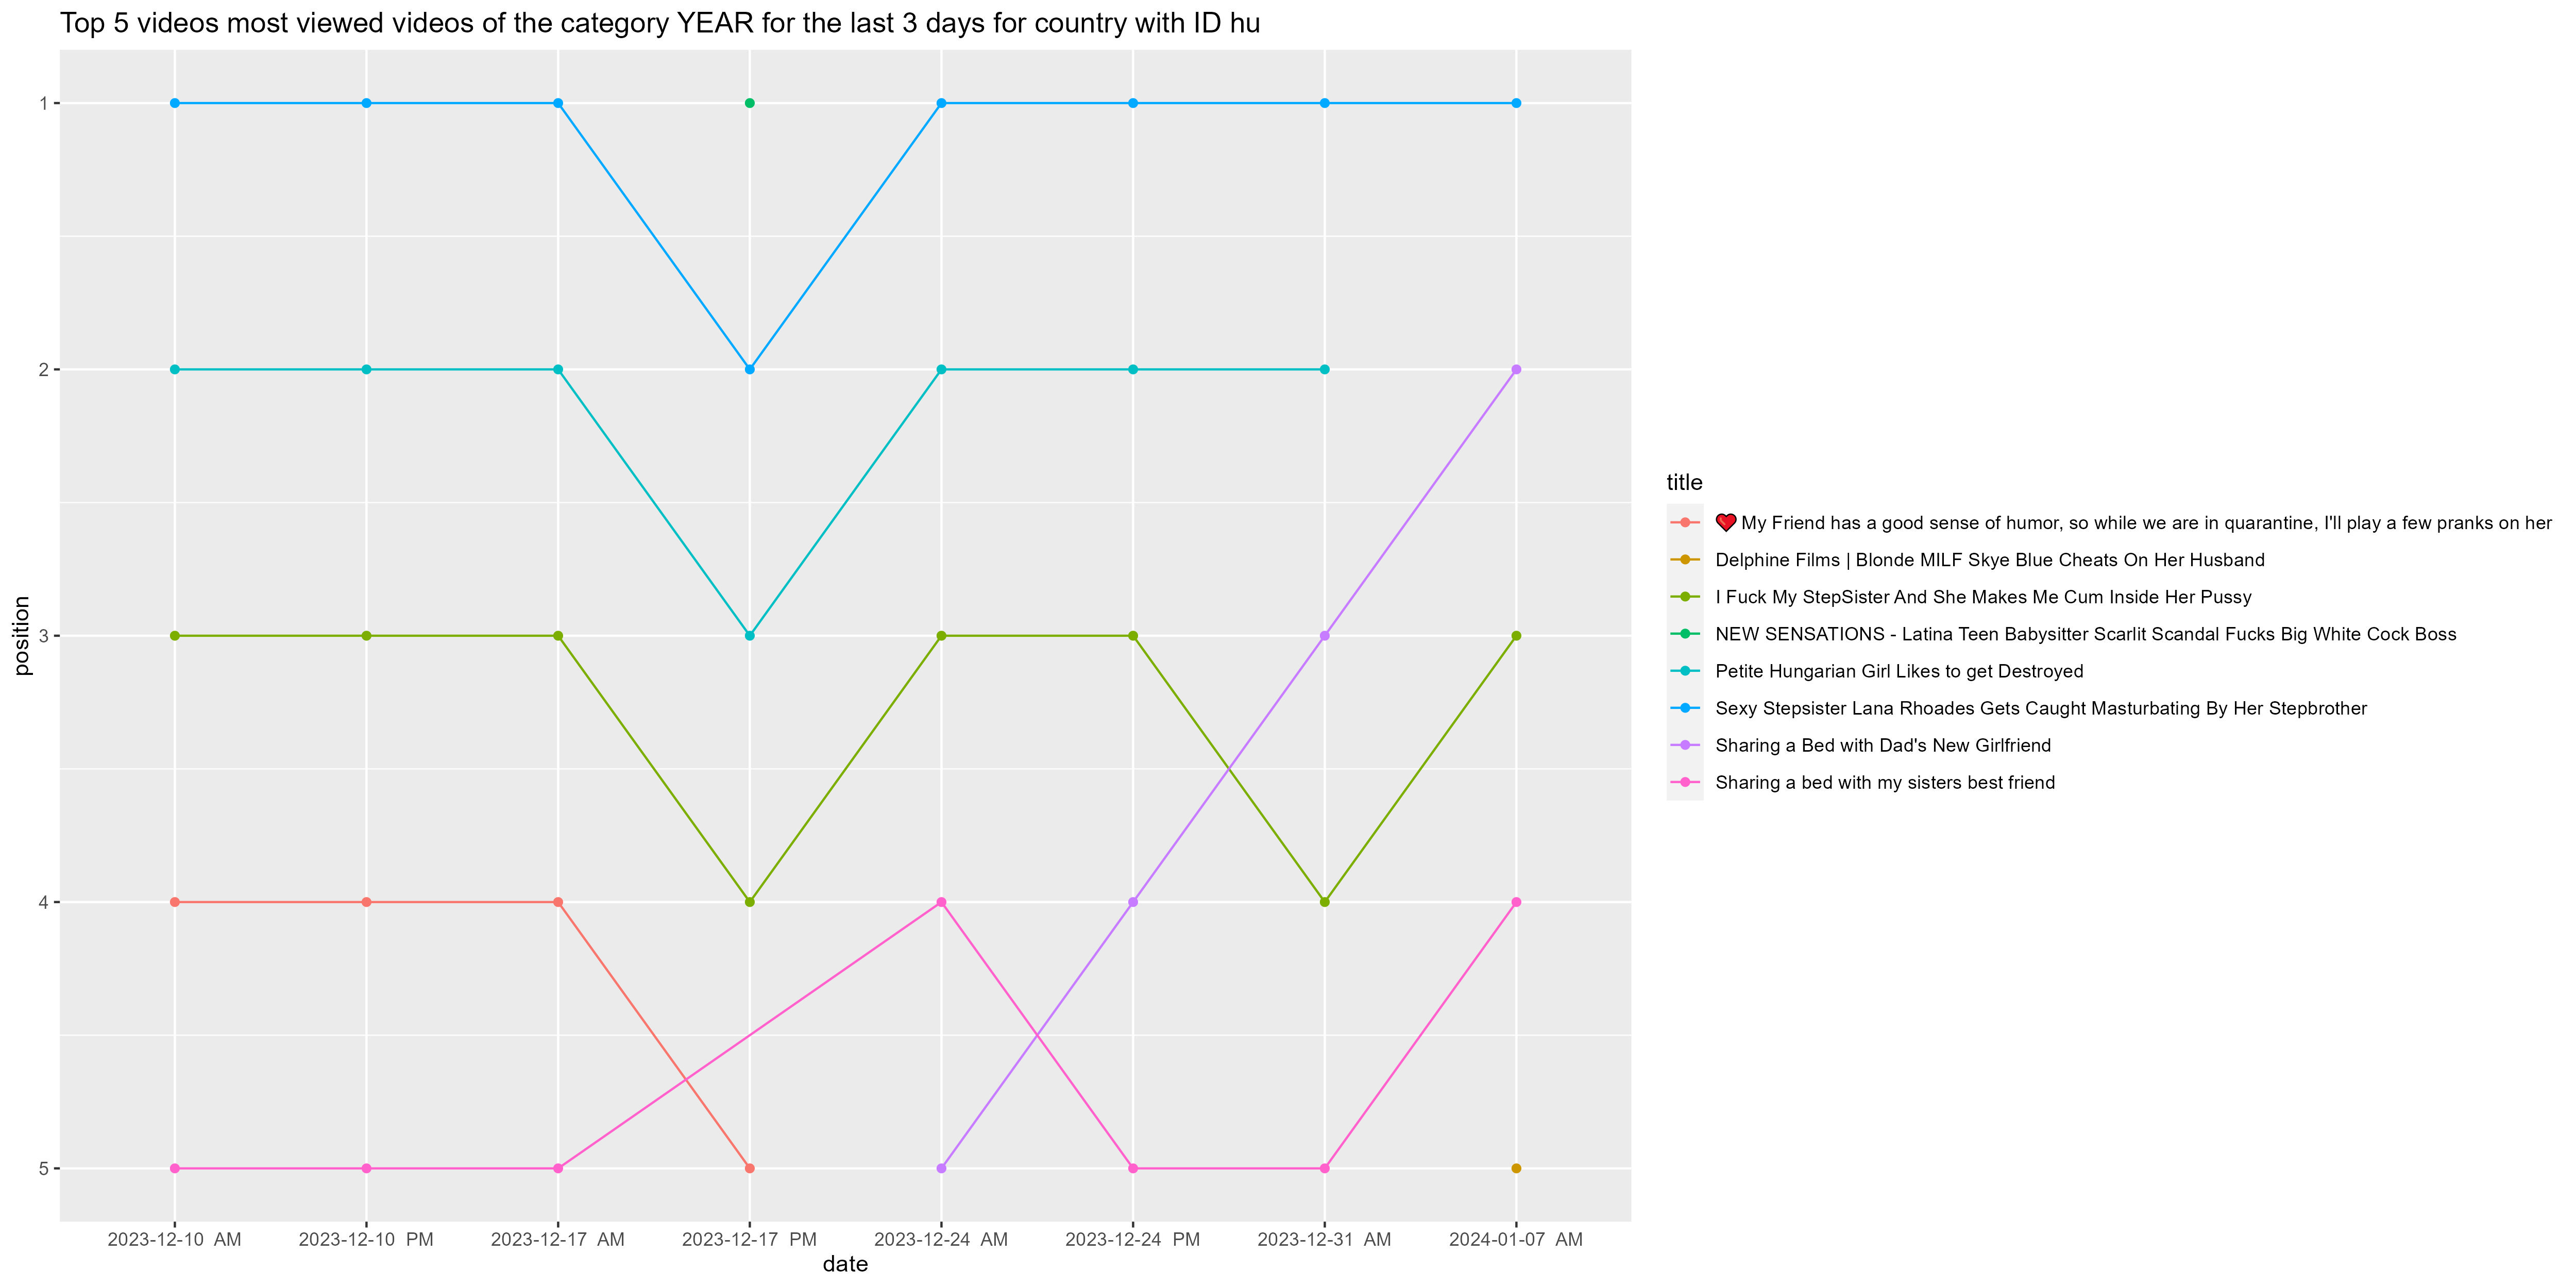 Top 5 videos most viewed videos of the category YEAR for the last 3 days for country with ID hu
position
1
2
3
4
5
2023-12-10 AM
2023-12-10 PM
2023-12-17 AM
2023-12-17 PM
2023-12-24 AM
2023-12-24 PM
2023-12-31 AM
2024-01-07 AM
date
title
❤️ My Friend has a good sense of humor, so while we are in quarantine, I'll play a few pranks on her
Delphine Films | Blonde MILF Skye Blue Cheats On Her Husband
I Fuck My StepSister And She Makes Me Cum Inside Her Pussy
NEW SENSATIONS - Latina Teen Babysitter Scarlit Scandal Fucks Big White Cock Boss
Petite Hungarian Girl Likes to get Destroyed
Sexy Stepsister Lana Rhoades Gets Caught Masturbating By Her Stepbrother
Sharing a Bed with Dad's New Girlfriend
Sharing a bed with my sisters best friend